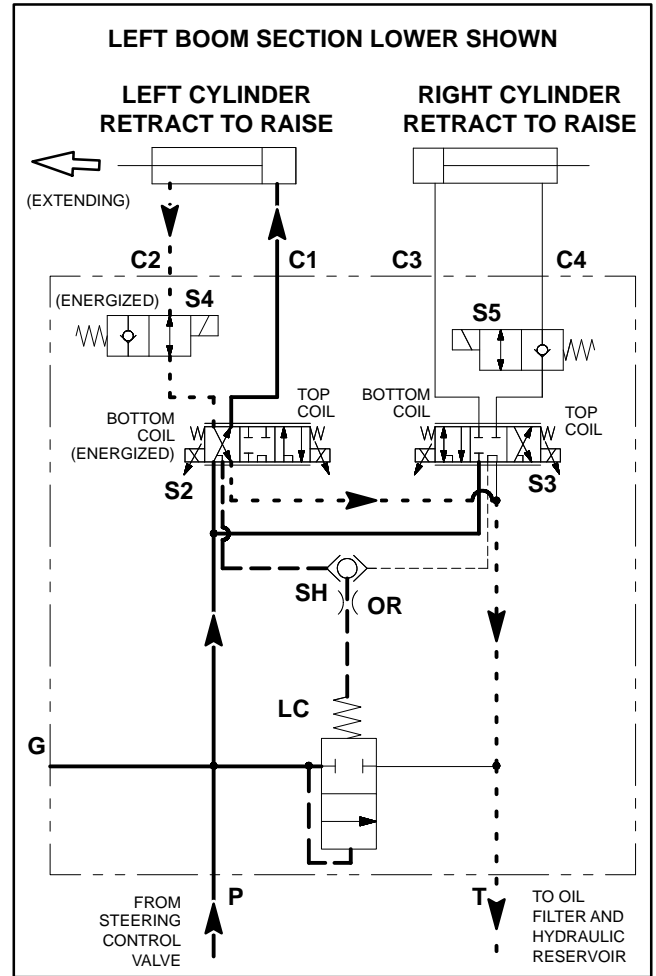 LEFT BOOM SECTION LOWER SHOWN
LEFT CYLINDER
RETRACT TO RAISE
RIGHT CYLINDER
RETRACT TO RAISE
(EXTENDING)
C2
C1
C3
C4
(ENERGIZED)
S4
S5
BOTTOM
COIL
(ENERGIZED)
TOP
COIL
BOTTOM
COIL
TOP
COIL
S2
S3
SH
OR
LC
G
P
T
FROM
STEERING
CONTROL
VALVE
TO OIL
FILTER AND
HYDRAULIC
RESERVOIR